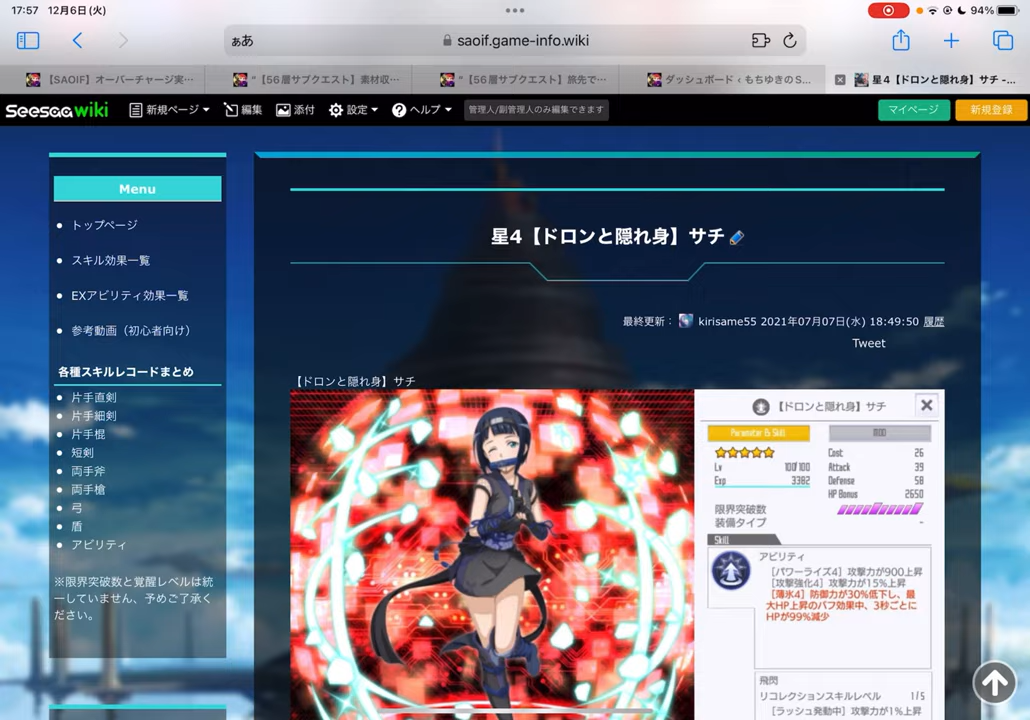 17:57 12月6日(火)
94%
ぁあ
saoif.game-info.wiki
【SAOIF】オーバーチャージ実…
"【56層サブクエスト】素材収…
"【56層サブクエスト】旅先で…
ダッシュボード ‹ もちゆきのS…
星4【ドロンと隠れ身】サチ -...
Seesaa wiki
新規ページ
編集
添付
設定
ヘルプ
管理人/副管理人のみ編集できます
マイページ
新規登録
Menu
トップページ
スキル効果一覧
EXアビリティ効果一覧
参考動画（初心者向け）
各種スキルレコードまとめ
片手直剣
片手細剣
片手棍
短剣
両手斧
両手槍
弓
盾
アビリティ
※限界突破数と覚醒レベルは統
一していません、予めご了承く
ださい。
星4【ドロンと隠れ身】サチ
最終更新： kirisame55 2021年07月07日(水) 18:49:50 履歴
Tweet
【ドロンと隠れ身】サチ
【ドロンと隠れ身】サチ
Parameter & Skill
Lv 100/100
Exp 3382
Cost 26
Attack 39
Defense 58
HP Bonus 2650
限界突破数
装備タイプ -
Skill
アビリティ
［パワーライズ4］攻撃力が900上昇
［攻撃強化4］攻撃力が15%上昇
［薄氷4］防御力が30%低下し、最
大HP上昇のバフ効果中、3秒ごとに
HPが99%減少
飛閃
リコレクションスキルレベル 1/5
［ラッシュ発動中］攻撃力が1%上昇